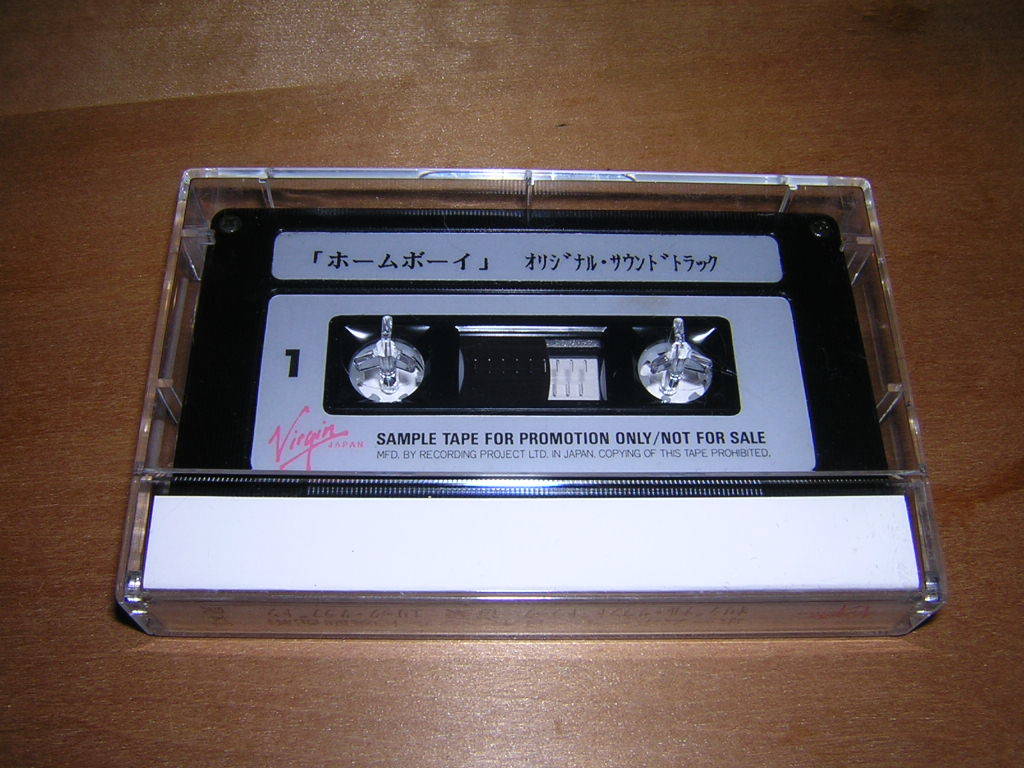 「ホームボーイ」 オリジナル・サウンドトラック
1
Virgin JAPAN
SAMPLE TAPE FOR PROMOTION ONLY/NOT FOR SALE
MFD. BY RECORDING PROJECT LTD. IN JAPAN. COPYING OF THIS TAPE PROHIBITED.